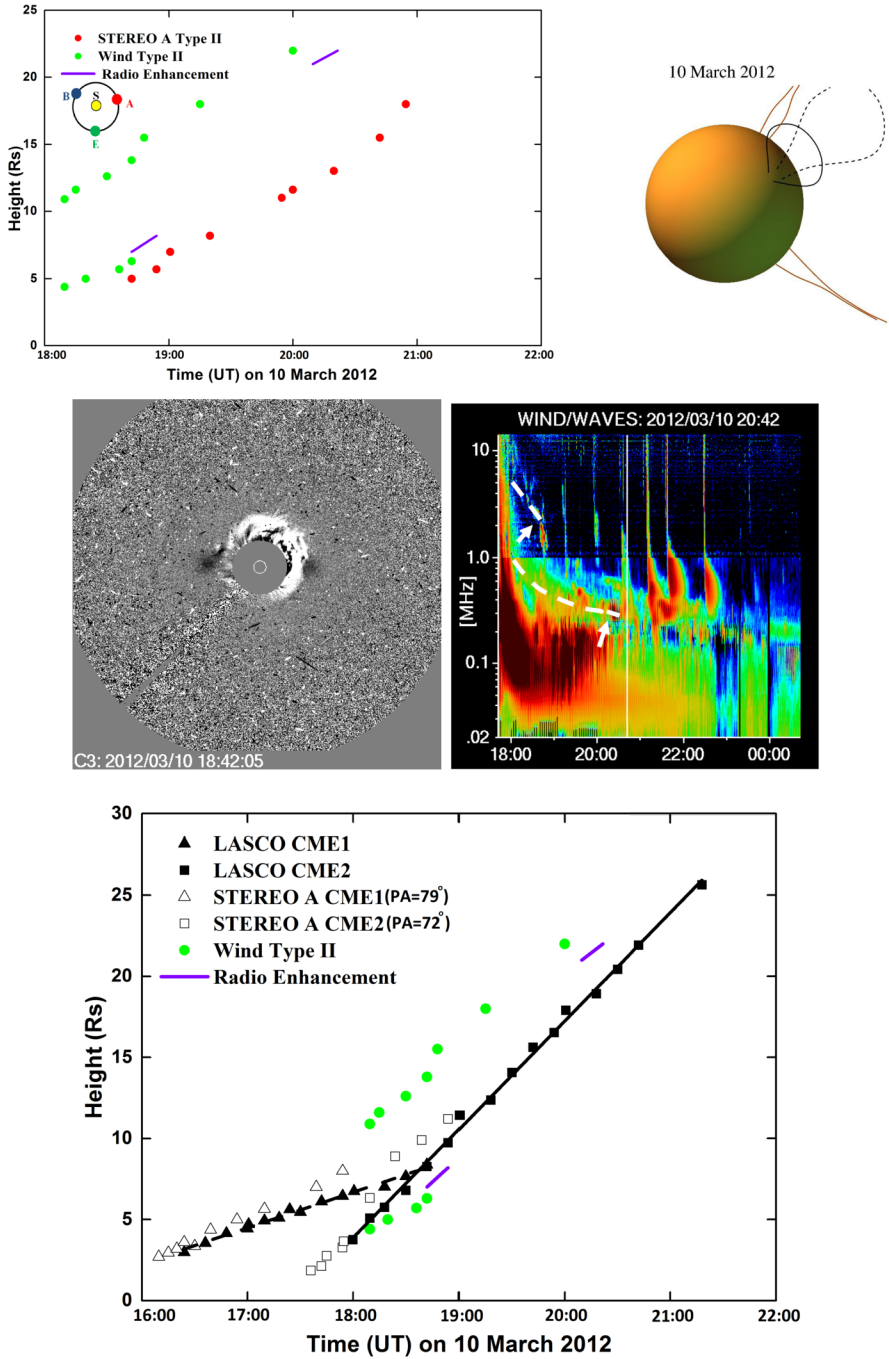 25
20
15
10
5
0
Height (Rs)
STEREO A Type II
Wind Type II
Radio Enhancement
B
S
A
E
18:00
19:00
20:00
21:00
22:00
Time (UT) on 10 March 2012
10 March 2012
C3: 2012/03/10 18:42:05
WIND/WAVES: 2012/03/10 20:42
10
1.0
0.1
.02
[MHz]
18:00
20:00
22:00
00:00
30
25
20
15
10
5
0
Height (Rs)
LASCO CME1
LASCO CME2
STEREO A CME1(PA=79°)
STEREO A CME2(PA=72°)
Wind Type II
Radio Enhancement
16:00
17:00
18:00
19:00
20:00
21:00
22:00
Time (UT) on 10 March 2012